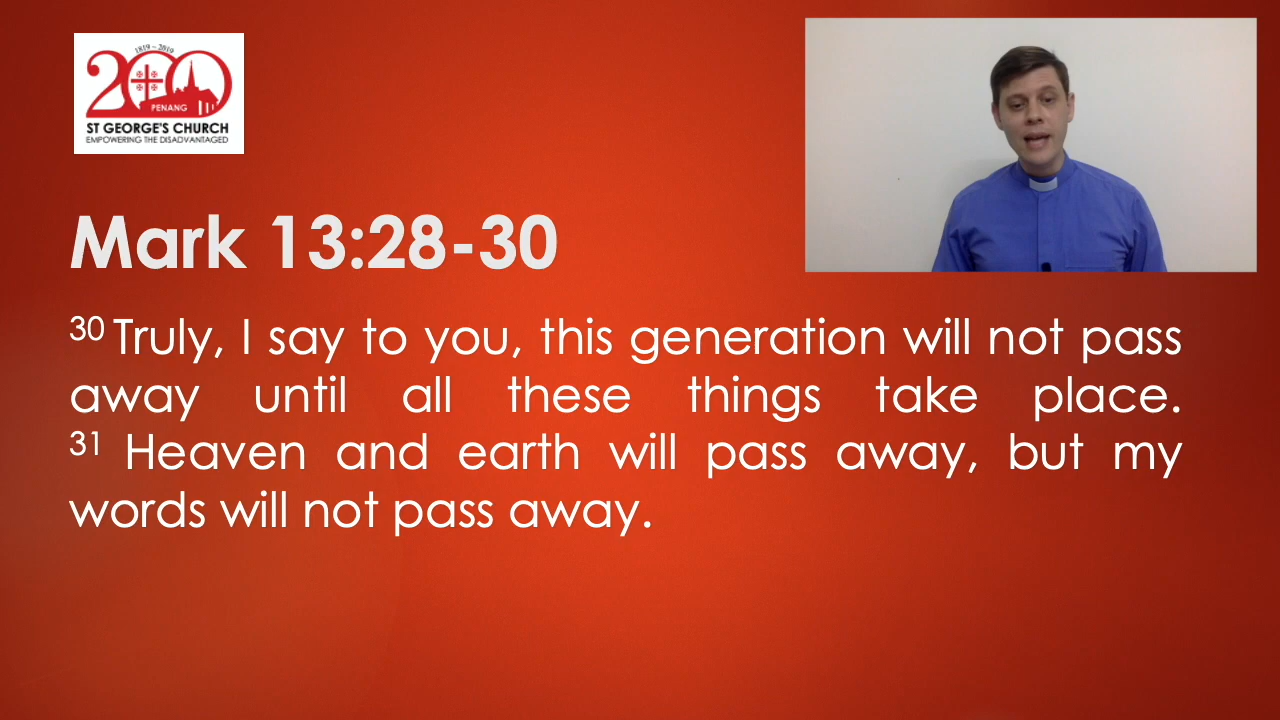 1819 - 2019
200
PENANG
ST GEORGE'S CHURCH
EMPOWERING THE DISADVANTAGED
Mark 13:28-30
30 Truly, I say to you, this generation will not pass
away until all these things take place.
31 Heaven and earth will pass away, but my
words will not pass away.